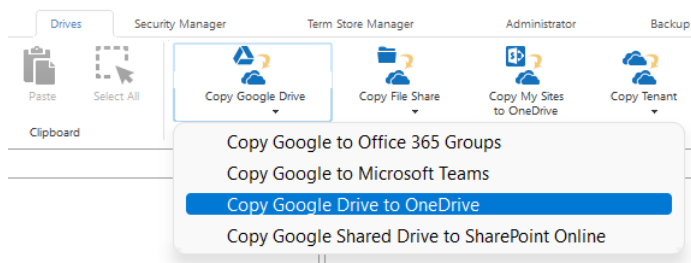 Drives Security Manager Term Store Manager Administrator Backup
Paste Select All Copy Google Drive Copy File Share Copy My Sites Copy Tenant
to OneDrive
Clipboard
Copy Google to Office 365 Groups
Copy Google to Microsoft Teams
Copy Google Drive to OneDrive
Copy Google Shared Drive to SharePoint Online